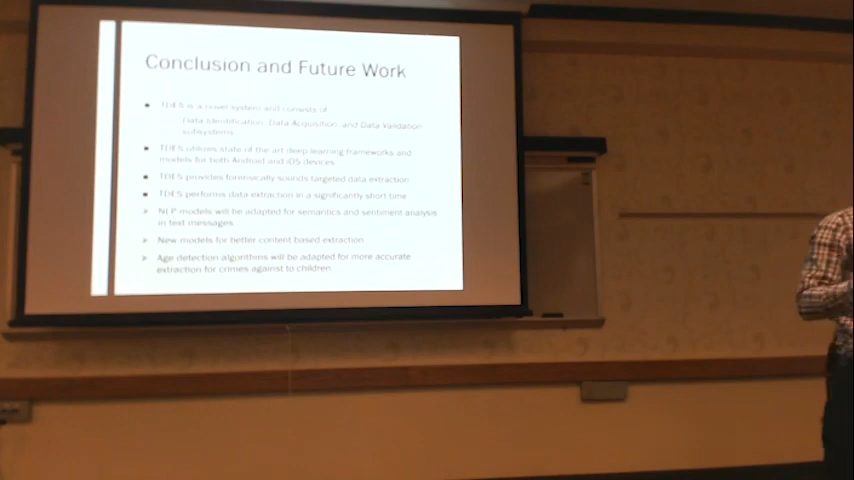 Conclusion and Future Work
TDES is a novel system and consists of
Data Identification, Data Acquisition, and Data Validation
subsystems
TDES utilizes state of the art deep learning frameworks and
models for both Android and iOS devices
TDES provides forensically sounds targeted data extraction
TDES performs data extraction in a significantly short time
NLP models will be adapted for semantics and sentiment analysis
in text messages.
New models for better content based extraction
Age detection algorithms will be adapted for more accurate
extraction for crimes against to children.